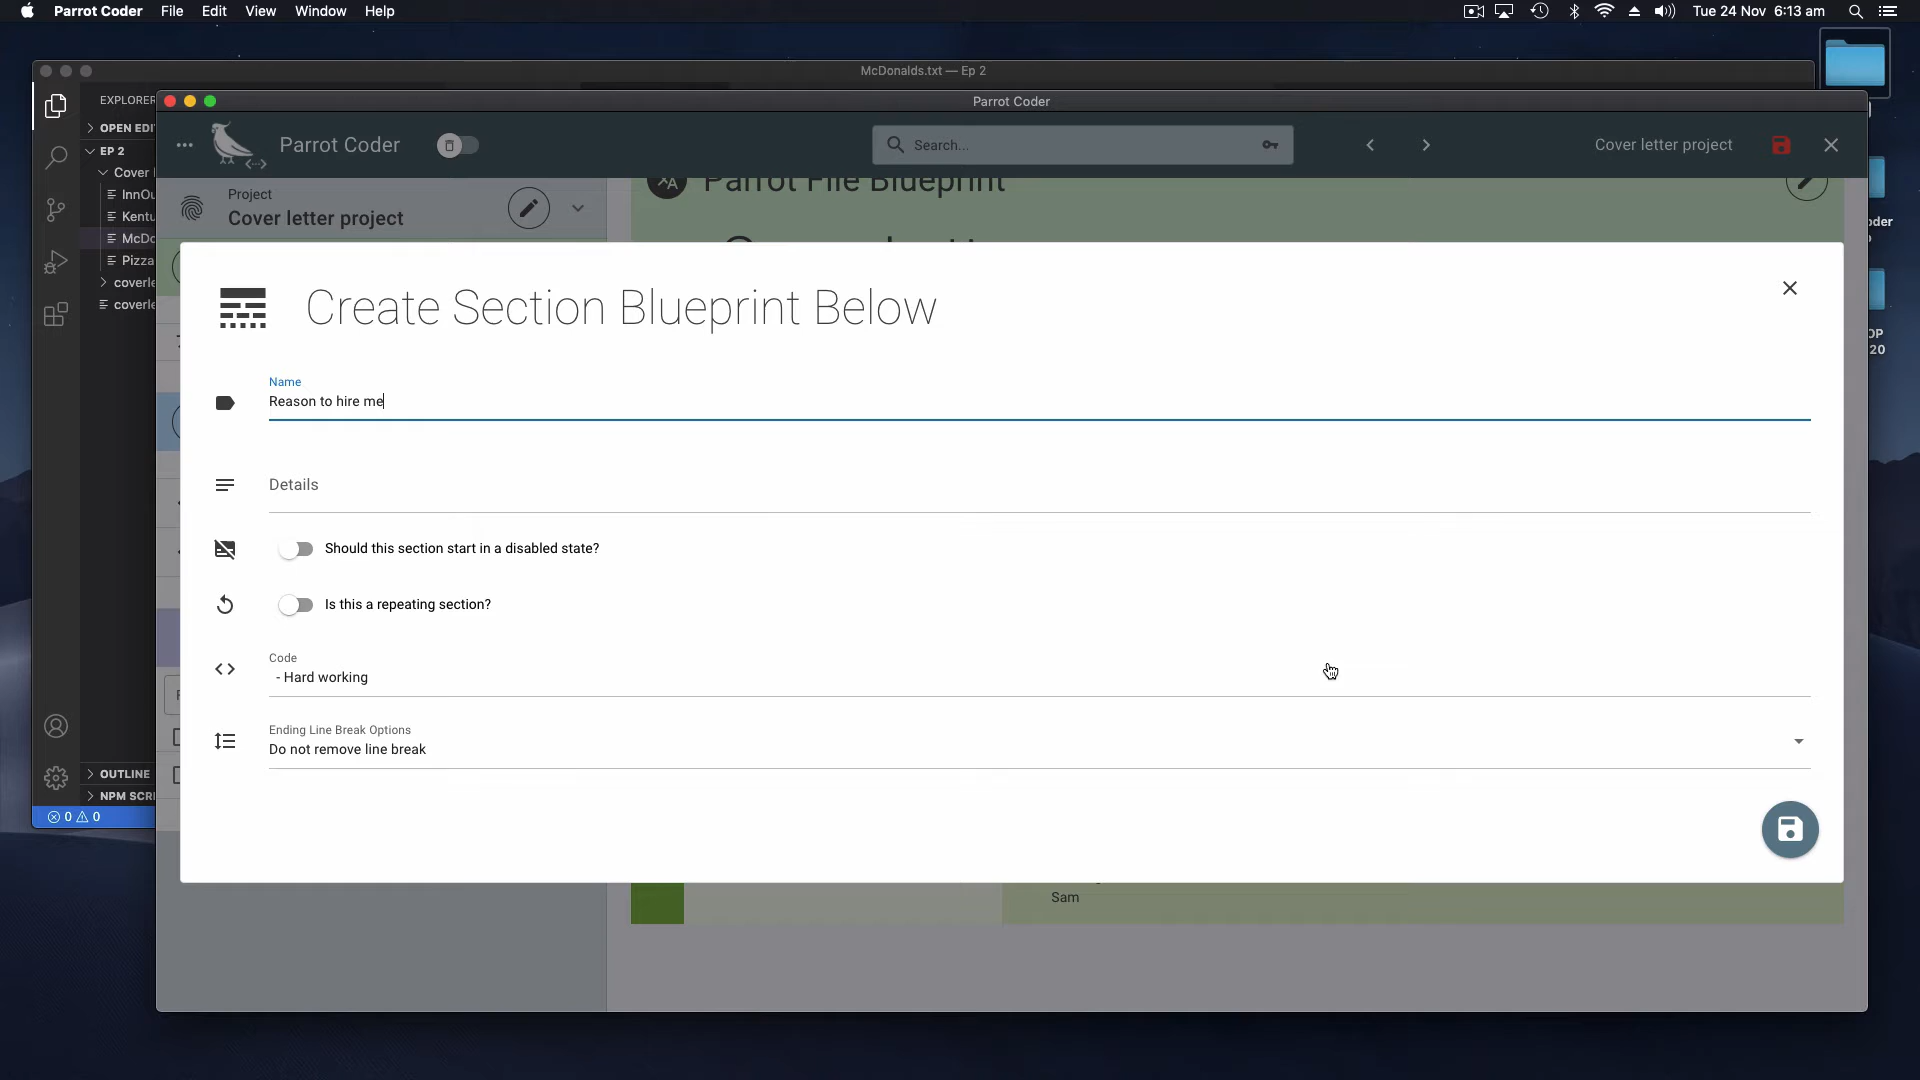 Parrot Coder File Edit View Window Help
Tue 24 Nov 6:13 am
McDonalds.txt — Ep 2
EXPLORER
Parrot Coder
OPEN EDI
Parrot Coder
Search...
Cover letter project
EP 2
Cover
Project
Cover letter project
Parrot File Blueprint
InnOu
Kentu
McDo
Pizza
coverle
coverle
oder
OP
20
Create Section Blueprint Below
Name
Reason to hire me
Details
Should this section start in a disabled state?
Is this a repeating section?
Code
- Hard working
Ending Line Break Options
Do not remove line break
OUTLINE
NPM SCRI
0 0
Sam